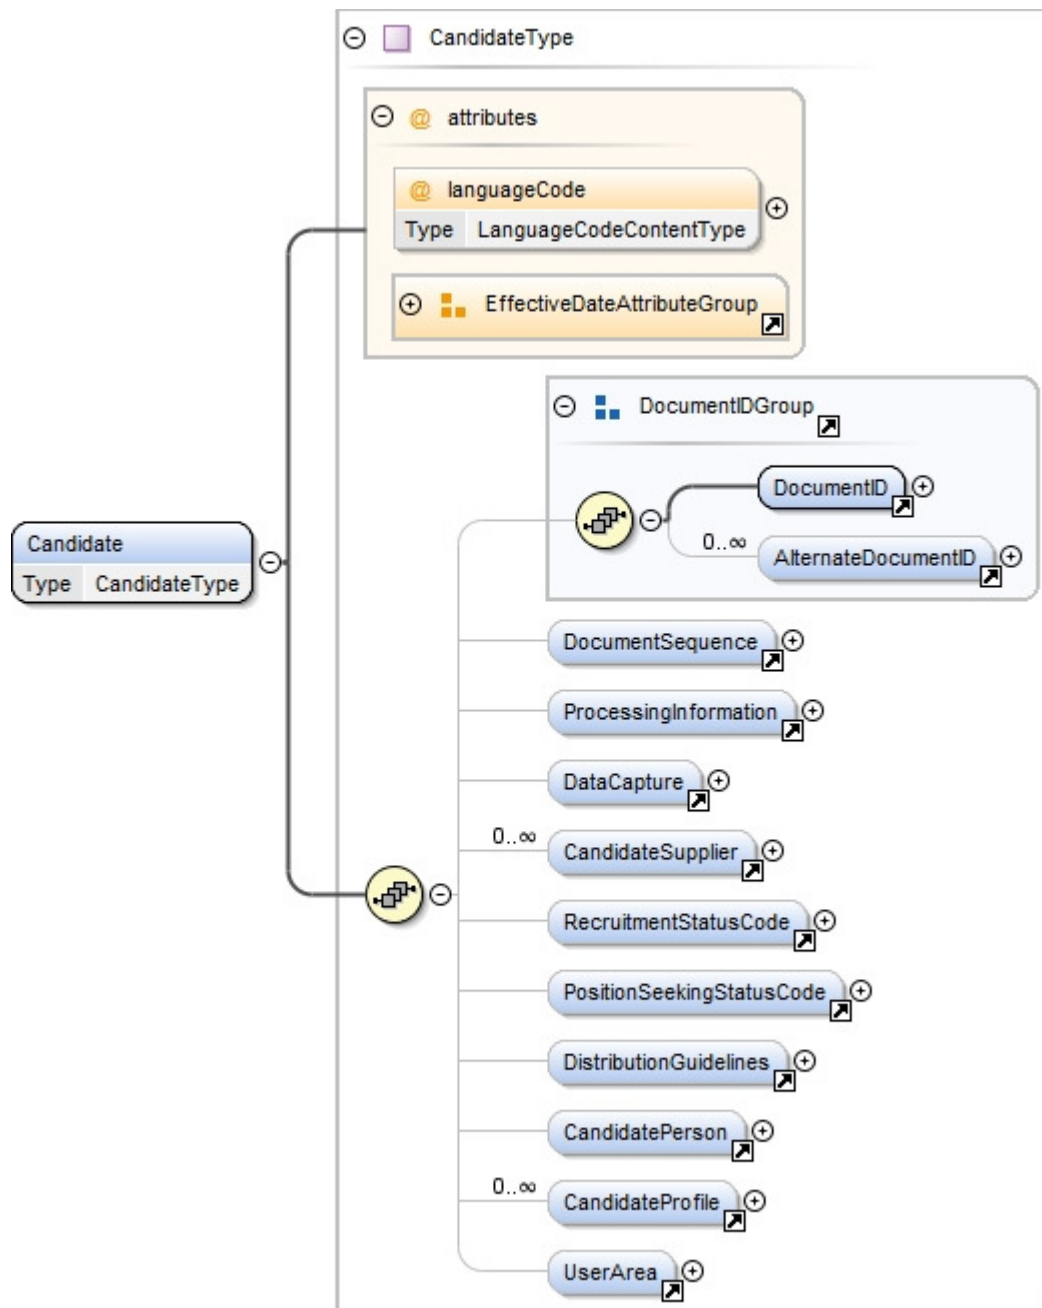 CandidateType
@ attributes
@ languageCode
Type LanguageCodeContentType
EffectiveDateAttributeGroup
DocumentIDGroup
DocumentID
0..∞
AlternateDocumentID
Candidate
Type CandidateType
DocumentSequence
ProcessingInformation
DataCapture
0..∞
CandidateSupplier
RecruitmentStatusCode
PositionSeekingStatusCode
DistributionGuidelines
CandidatePerson
0..∞
CandidateProfile
UserArea